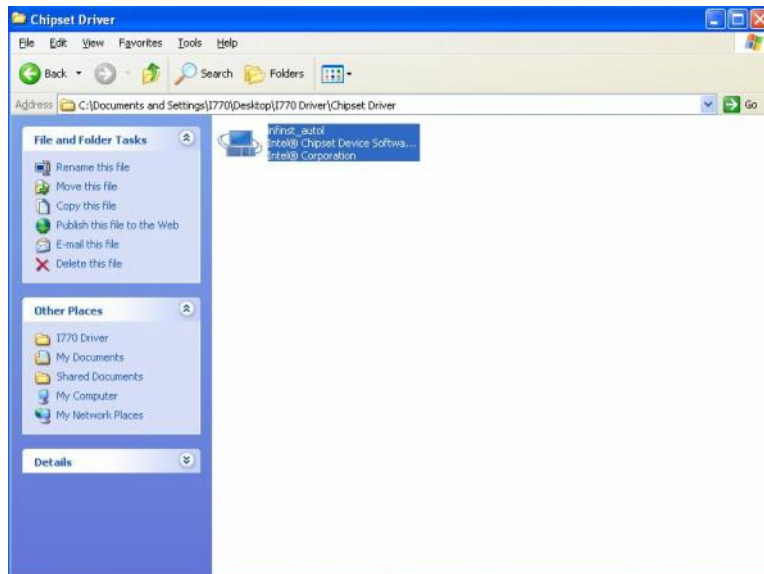 Chipset Driver
File Edit View Favorites Tools Help
Back Search Folders
Address C:\Documents and Settings\I770\Desktop\I770 Driver\Chipset Driver Go
File and Folder Tasks
Rename this file
Move this file
Copy this file
Publish this file to the Web
E-mail this file
Delete this file
Other Places
I770 Driver
My Documents
Shared Documents
My Computer
My Network Places
Details
infinst_autol
Intel® Chipset Device Softwa...
Intel® Corporation